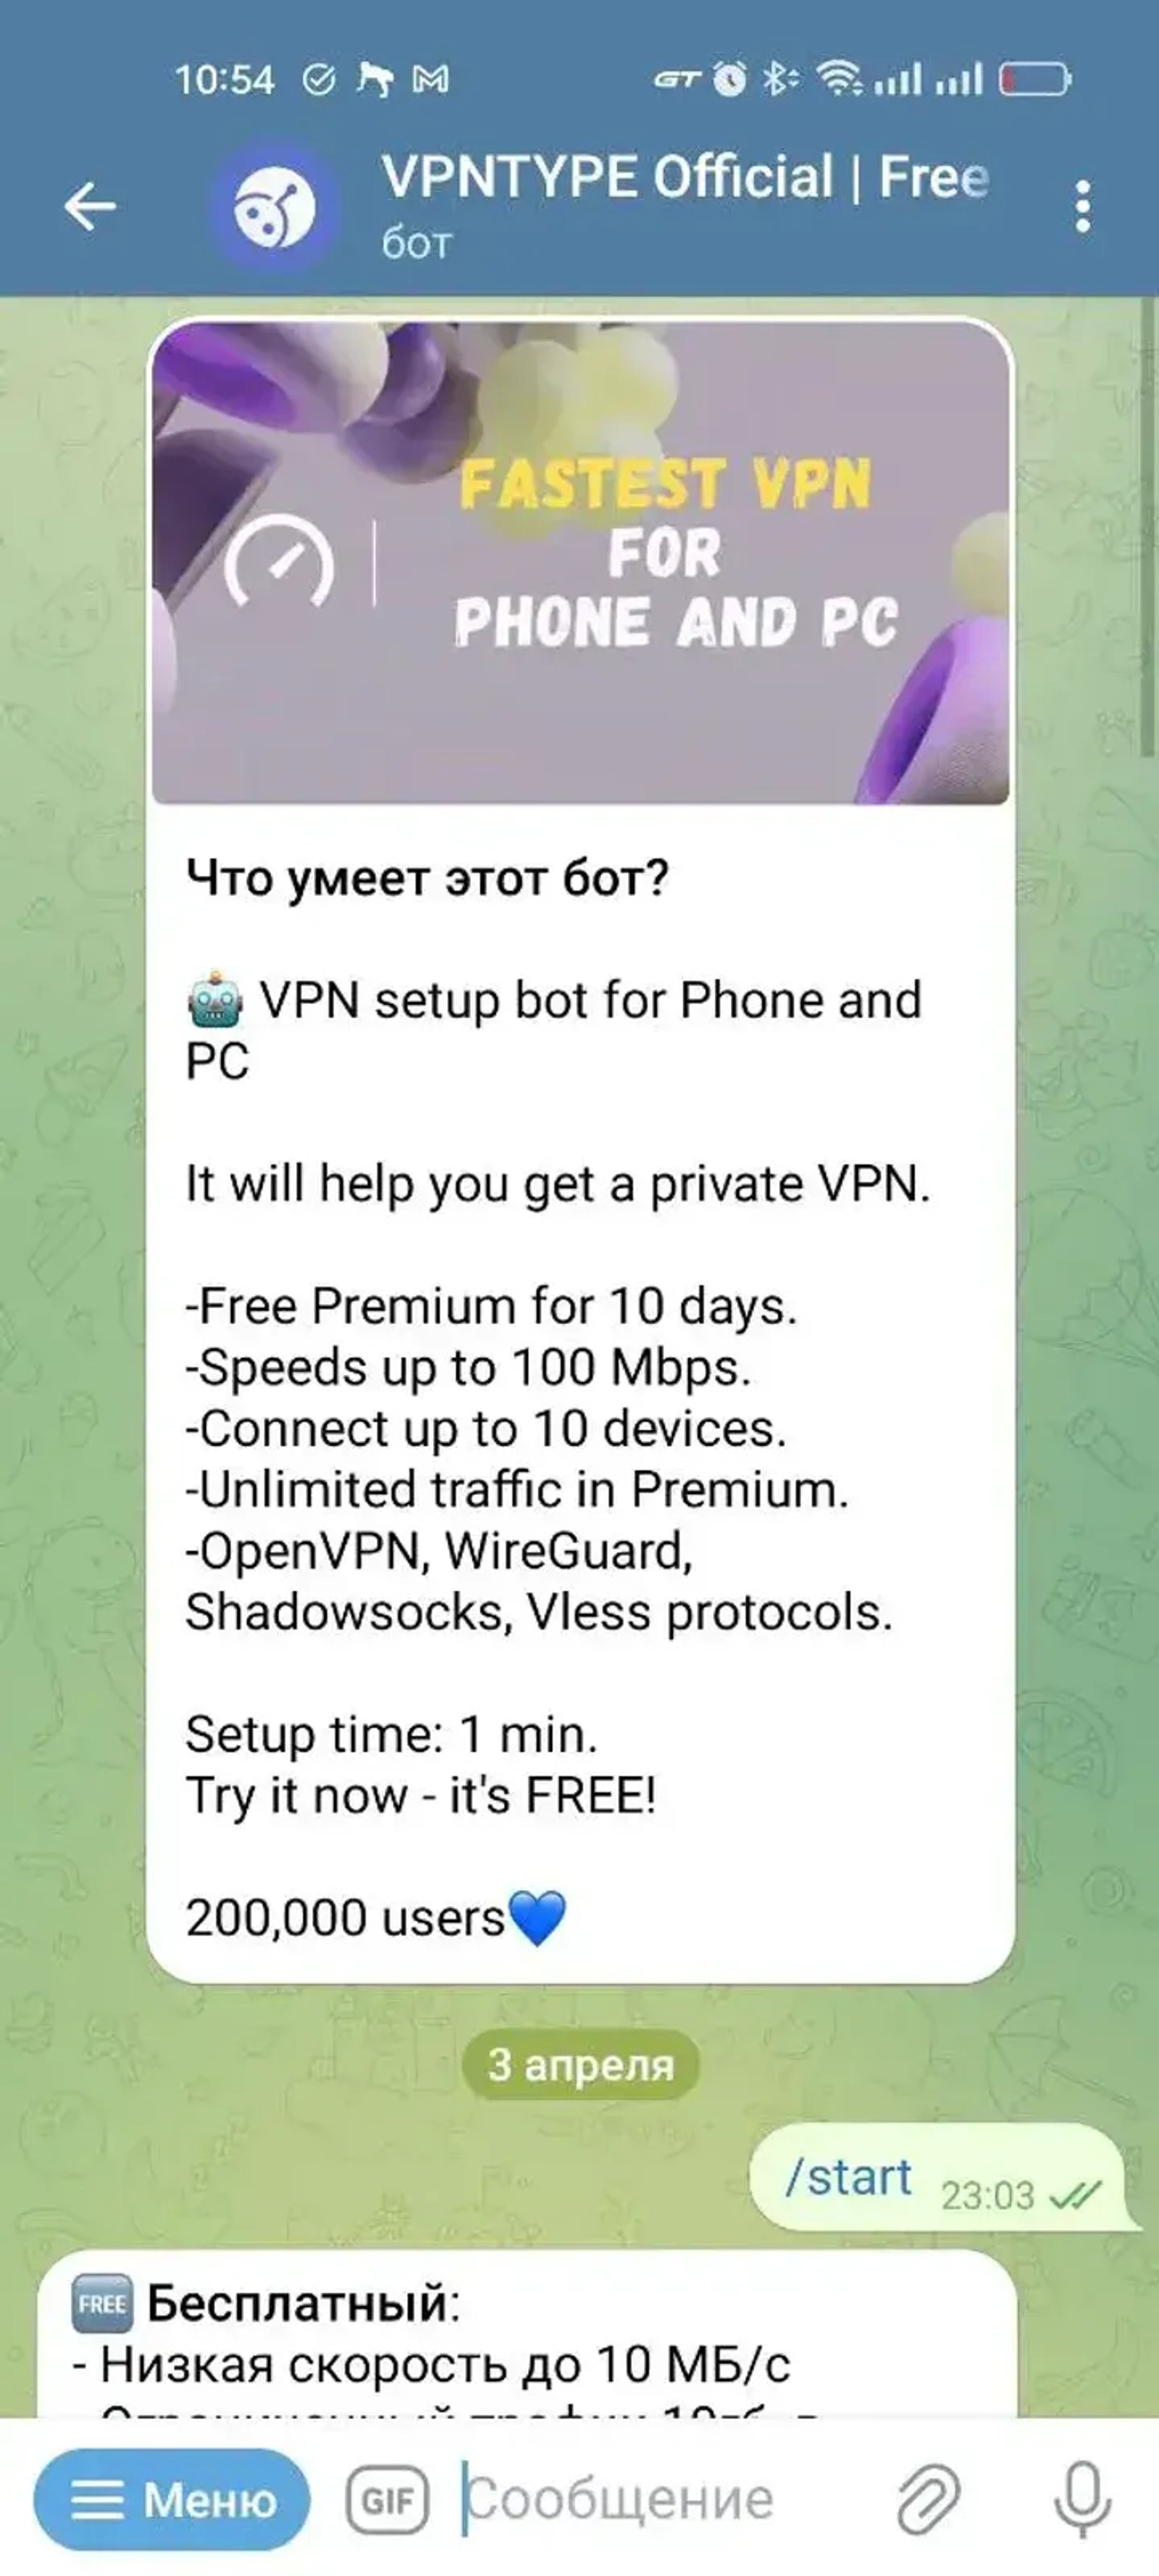 10:54
VPNTYPE Official | Free
бот
FASTEST VPN
FOR
PHONE AND PC
Что умеет этот бот?
🤖 VPN setup bot for Phone and
PC
It will help you get a private VPN.
-Free Premium for 10 days.
-Speeds up to 100 Mbps.
-Connect up to 10 devices.
-Unlimited traffic in Premium.
-OpenVPN, WireGuard,
Shadowsocks, Vless protocols.
Setup time: 1 min.
Try it now - it's FREE!
200,000 users💙
3 апреля
/start 23:03
FREE Бесплатный:
- Низкая скорость до 10 МБ/с
Меню GIF Сообщение